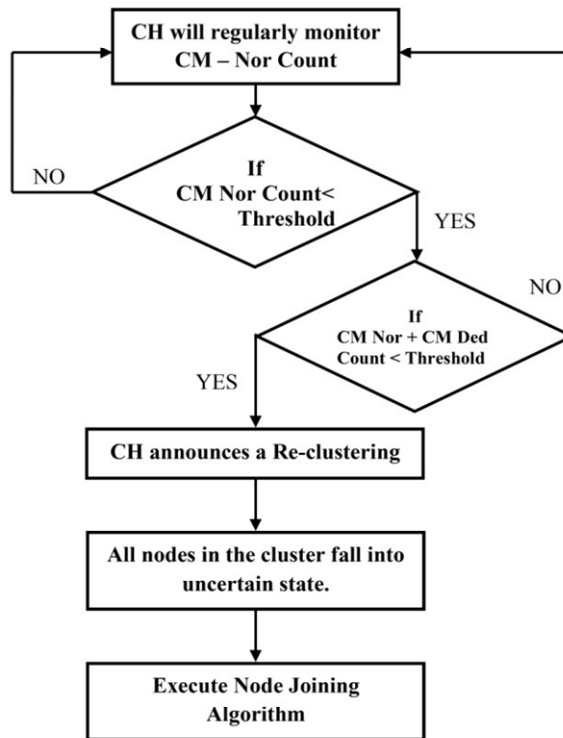 CH will regularly monitor
CM – Nor Count
If
CM Nor Count<
Threshold
NO
YES
If
CM Nor + CM Ded
Count < Threshold
NO
YES
CH announces a Re-clustering
All nodes in the cluster fall into
uncertain state.
Execute Node Joining
Algorithm